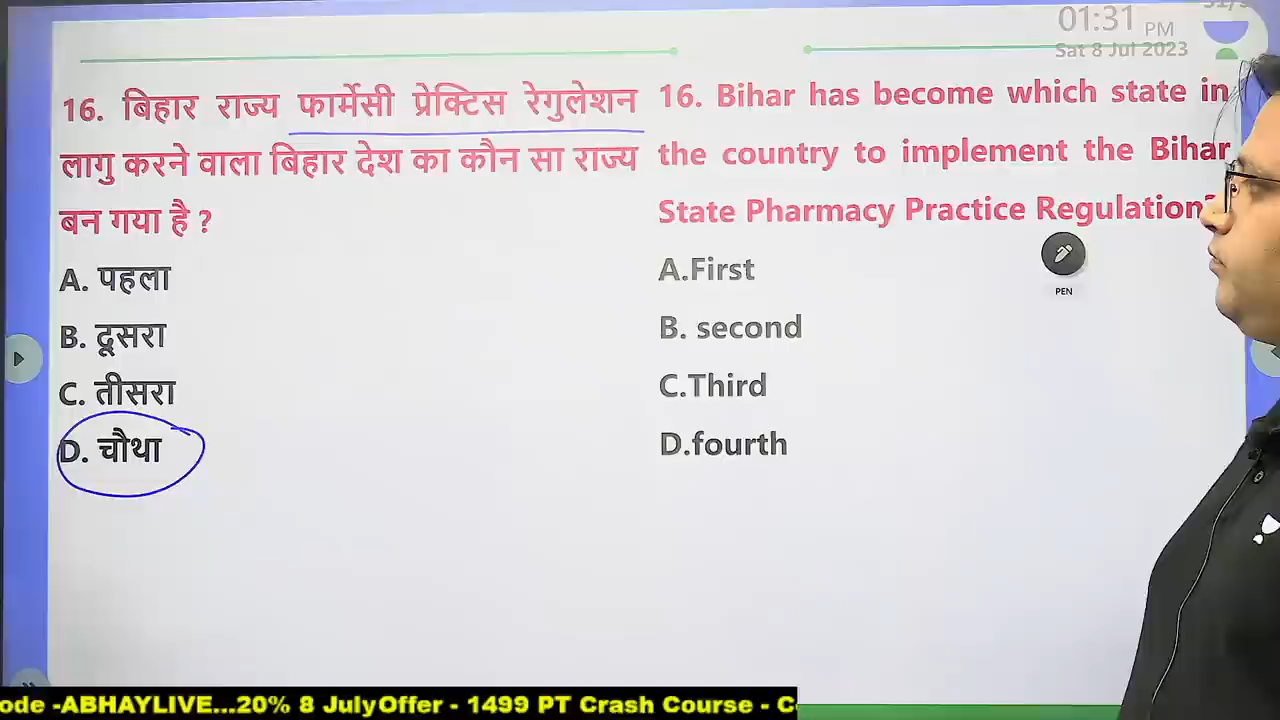 01:31 PM
Sat 8 Jul 2023
16. बिहार राज्य फार्मेसी प्रेक्टिस रेगुलेशन
लागु करने वाला बिहार देश का कौन सा राज्य
बन गया है ?
A. पहला
B. दूसरा
C. तीसरा
D. चौथा
16. Bihar has become which state in
the country to implement the Bihar
State Pharmacy Practice Regulation?
A.First
B. second
C.Third
D.fourth
PEN
ode -ABHAYLIVE...20% 8 JulyOffer - 1499 PT Crash Course - C